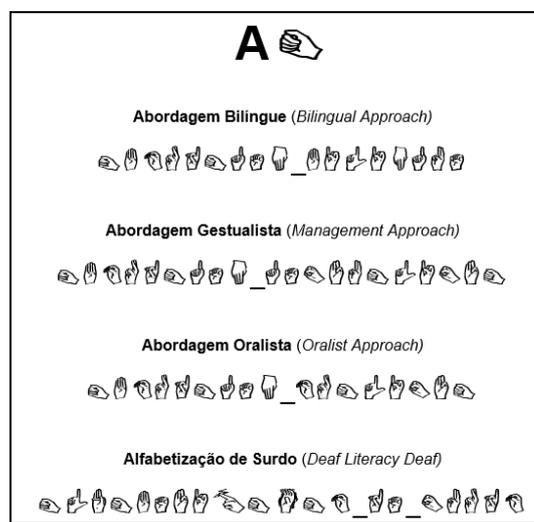 A
Abordagem Bilíngue (Bilingual Approach)
Abordagem Gestualista (Management Approach)
Abordagem Oralista (Oralist Approach)
Alfabetização de Surdo (Deaf Literacy Deaf)